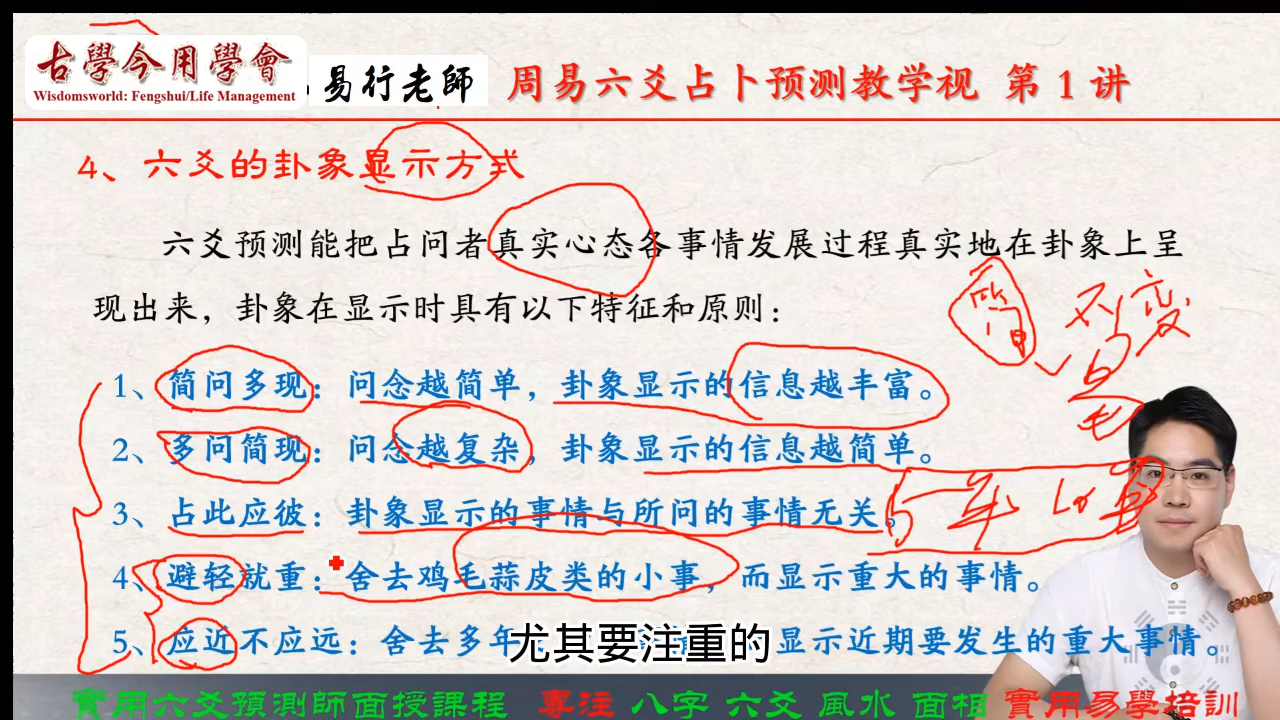 古學今用學會
Wisdomsworld: Fengshui/Life Management
易行老師
周易六爻占卜预测教学视 第 1 讲
4、六爻的卦象显示方式
六爻预测能把占问者真实心态各事情发展过程真实地在卦象上呈
现出来，卦象在显示时具有以下特征和原则：
简 不变
易
1、简问多现：问念越简单，卦象显示的信息越丰富。
2、多问简现：问念越复杂，卦象显示的信息越简单。
5年
3、占此应彼：卦象显示的事情与所问的事情无关。
4、避轻就重：舍去鸡毛蒜皮类的小事，而显示重大的事情。
5、应近不应远：舍去多年 显示近期要发生的重大事情。
尤其要注重的
實用六爻預測師面授課程 專注 八字 六爻 風水 面相 實用易學培訓